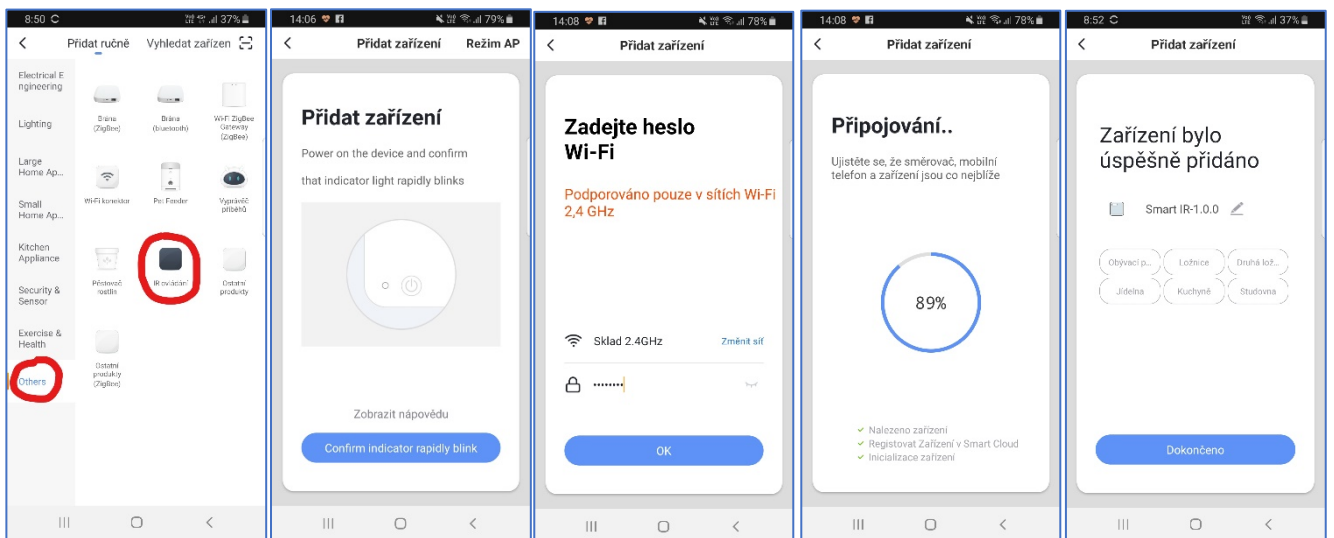 8:50
37%
Přidat ručně Vyhledat zařízen
Electrical E
ngineering
Lighting
Large
Home Ap...
Small
Home Ap...
Kitchen
Appliance
Security &
Sensor
Exercise &
Health
Others
Brána
(ZigBee)
Brána
(bluetooth)
Wi-Fi ZigBee
Gateway
(ZigBee)
Wi-Fi konektor
Pet Feeder
Vypravěč
příběhů
Pěstovač
rostlin
IR ovládání
Ostatní
produkty
Ostatní
produkty
(ZigBee)
14:06
79%
Přidat zařízení Režim AP
Přidat zařízení
Power on the device and confirm
that indicator light rapidly blinks
Zobrazit nápovědu
Confirm indicator rapidly blink
14:08
78%
Přidat zařízení
Zadejte heslo
Wi-Fi
Podporováno pouze v sítích Wi-Fi
2,4 GHz
Sklad 2.4GHz Změnit síť
••••••••
OK
14:08
78%
Přidat zařízení
Připojování..
Ujistěte se, že směrovač, mobilní
telefon a zařízení jsou co nejblíže
89%
Nalezeno zařízení
Registovat Zařízení v Smart Cloud
Inicializace zařízení
8:52
37%
Přidat zařízení
Zařízení bylo
úspěšně přidáno
Smart IR-1.0.0
Obývací p... Ložnice Druhá lož...
Jídelna Kuchyně Studovna
Dokončeno